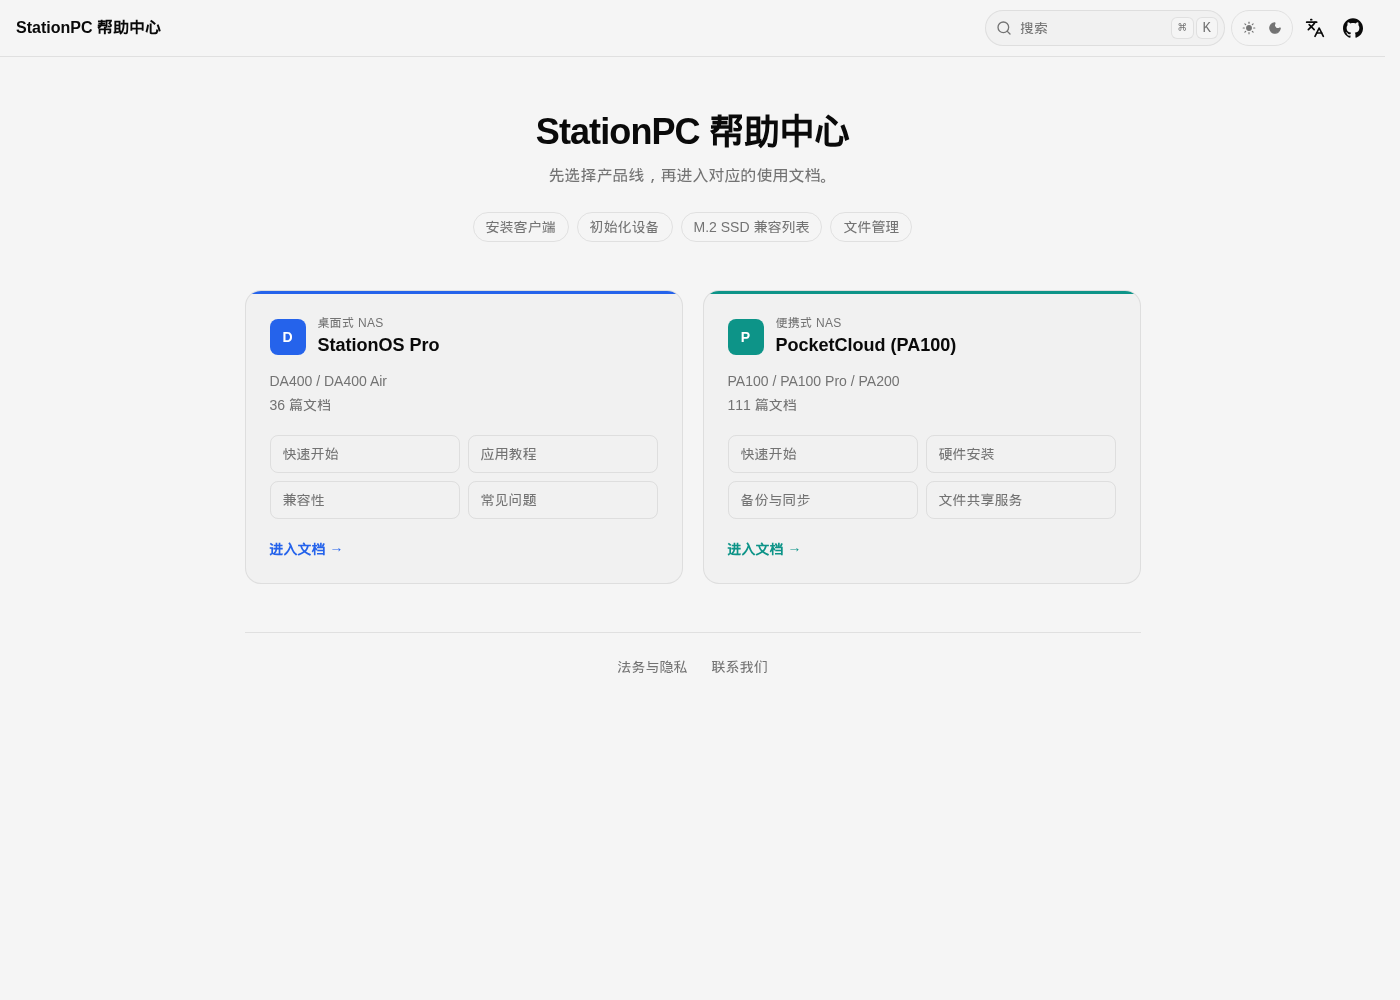 StationPC 帮助中心
搜索 ⌘ K
StationPC 帮助中心
先选择产品线，再进入对应的使用文档。
安装客户端 初始化设备 M.2 SSD 兼容列表 文件管理
D
桌面式 NAS
StationOS Pro
DA400 / DA400 Air
36 篇文档
快速开始 应用教程
兼容性 常见问题
进入文档 →
P
便携式 NAS
PocketCloud (PA100)
PA100 / PA100 Pro / PA200
111 篇文档
快速开始 硬件安装
备份与同步 文件共享服务
进入文档 →
法务与隐私 联系我们